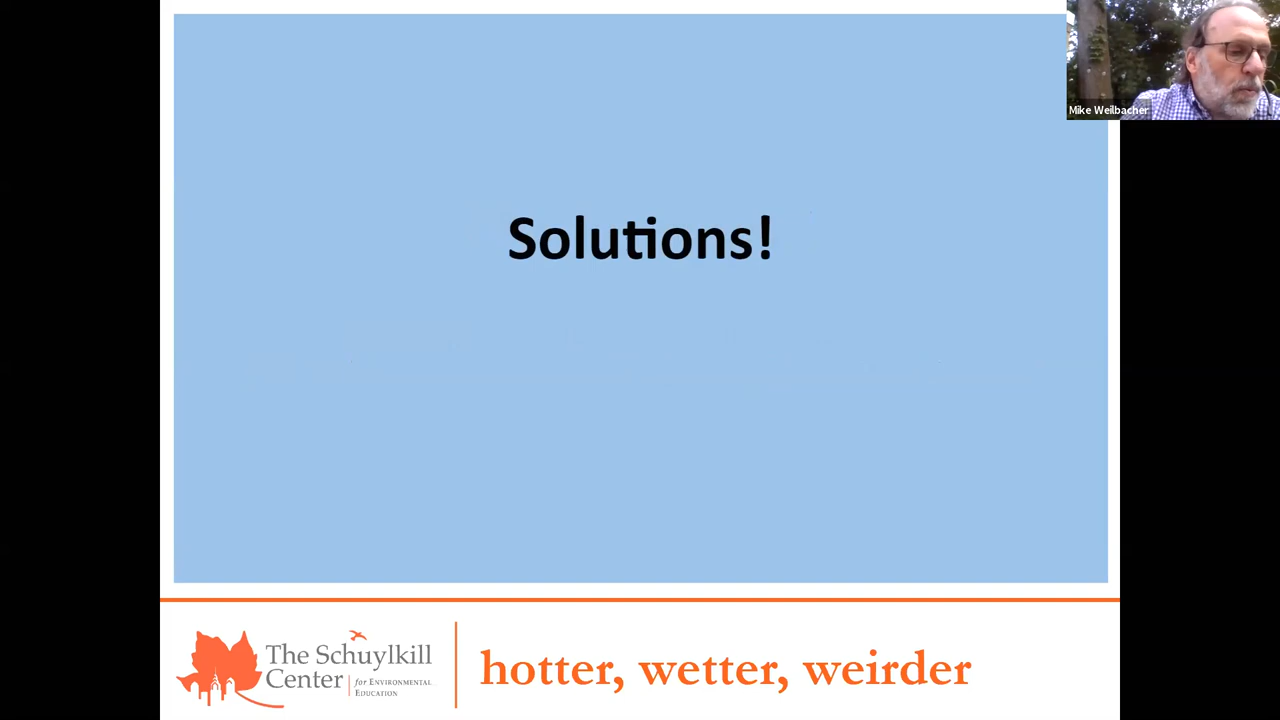 Mike Weilbacher
Solutions!
The Schuylkill
Center
for ENVIRONMENTAL
EDUCATION
hotter, wetter, weirder